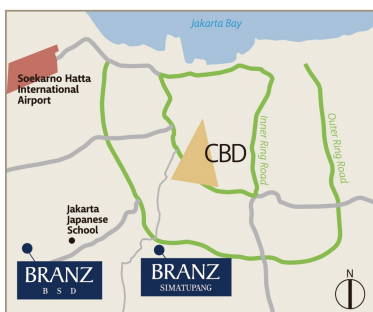 Jakarta Bay
Soekarno Hatta
International
Airport
CBD
Inner Ring Road
Outer Ring Road
Jakarta
Japanese
School
BRANZ
BSD
BRANZ
SIMATUPANG
N